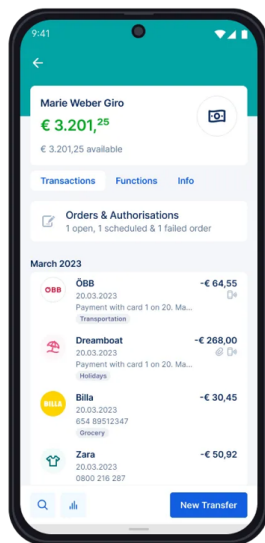 9:41
Marie Weber Giro
€ 3.201,25
€ 3.201,25 available
Transactions Functions Info
Orders & Authorisations
1 open, 1 scheduled & 1 failed order
March 2023
ÖBB
ÖBB -€ 64,55
20.03.2023
Payment with card 1 on 20. Ma...
Transportation
Dreamboat -€ 268,00
20.03.2023
Payment with card 1 on 20. Ma...
Holidays
BILLA
Billa -€ 30,45
20.03.2023
654 89512347
Grocery
Zara -€ 50,92
20.03.2023
0800 216 287
New Transfer